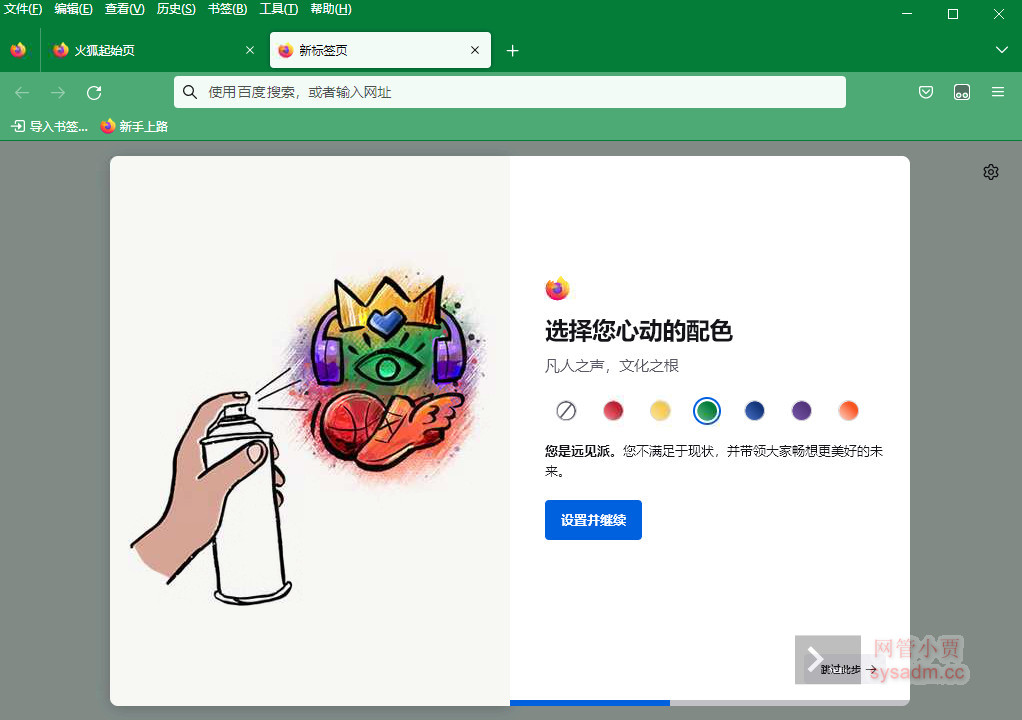 文件(F) 编辑(E) 查看(V) 历史(S) 书签(B) 工具(T) 帮助(H)
火狐起始页
新标签页
使用百度搜索，或者输入网址
导入书签... 新手上路
选择您心动的配色
凡人之声，文化之根
您是远见派。您不满足于现状，并带领大家畅想更美好的未
来。
设置并继续
跳过此步 →
网管小贾
sysadm.cc